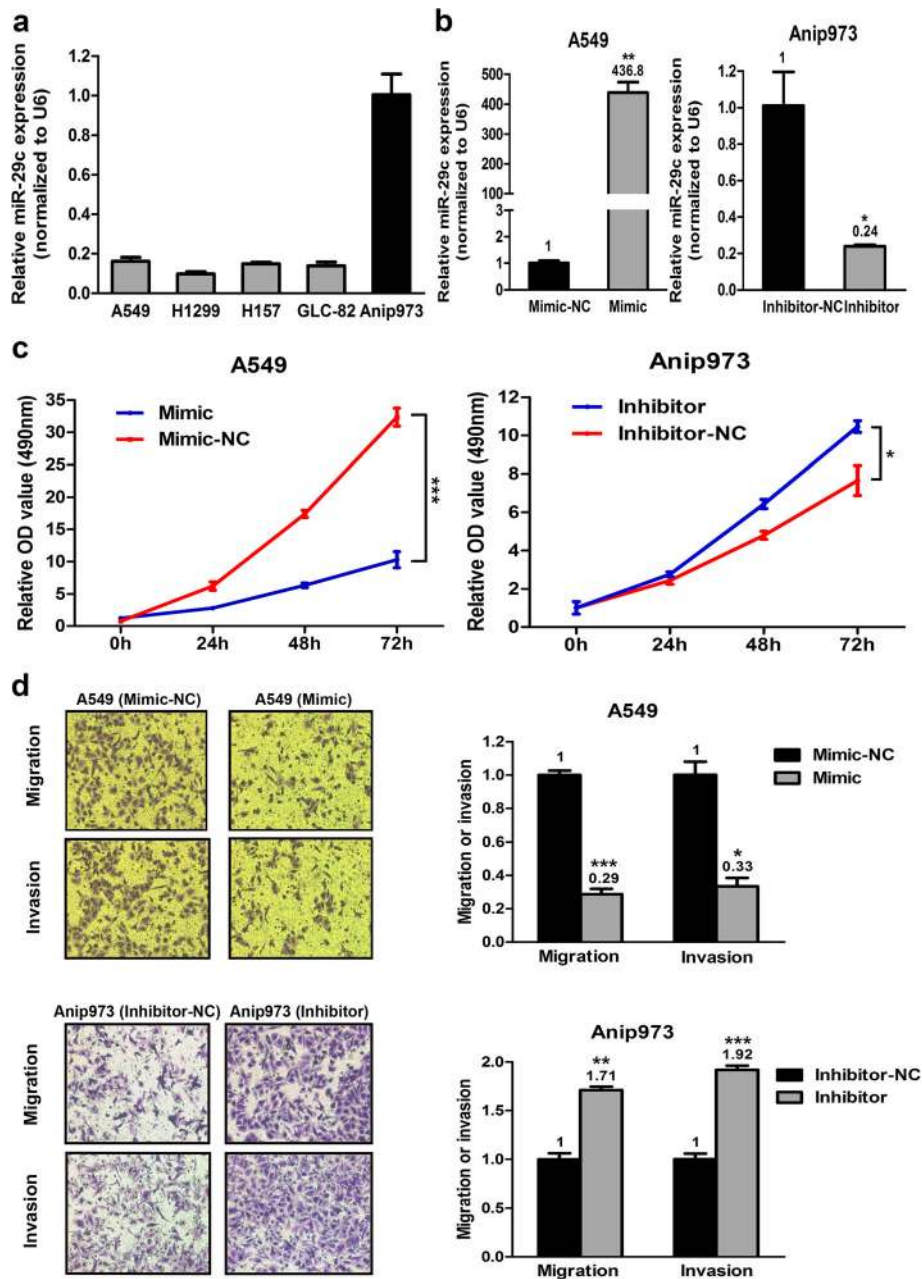 a
Relative miR-29c expression
(normalized to U6)
1.2
1.0
0.8
0.6
0.4
0.2
0.0
A549 H1299 H157 GLC-82 Anip973
b
A549
Relative miR-29c expression
(normalized to U6)
500
400
300
200
100
4
3
2
1
0
1
**
436.8
Mimic-NC Mimic
Anip973
Relative miR-29c expression
(normalized to U6)
1.2
1.0
0.8
0.6
0.4
0.2
0.0
1
*
0.24
Inhibitor-NC Inhibitor
c
A549
Relative OD value (490nm)
35
30
25
20
15
10
5
0
Mimic
Mimic-NC
***
0h 24h 48h 72h
Anip973
Relative OD value (490nm)
12
10
8
6
4
2
0
Inhibitor
Inhibitor-NC
*
0h 24h 48h 72h
d
A549 (Mimic-NC) A549 (Mimic)
Migration
Invasion
A549
Migration or invasion
1.2
1.0
0.8
0.6
0.4
0.2
0.0
1
***
0.29
1
*
0.33
Mimic-NC
Mimic
Migration Invasion
Anip973 (Inhibitor-NC) Anip973 (Inhibitor)
Migration
Invasion
Anip973
Migration or invasion
2.0
1.5
1.0
0.5
0.0
1
**
1.71
1
***
1.92
Inhibitor-NC
Inhibitor
Migration Invasion